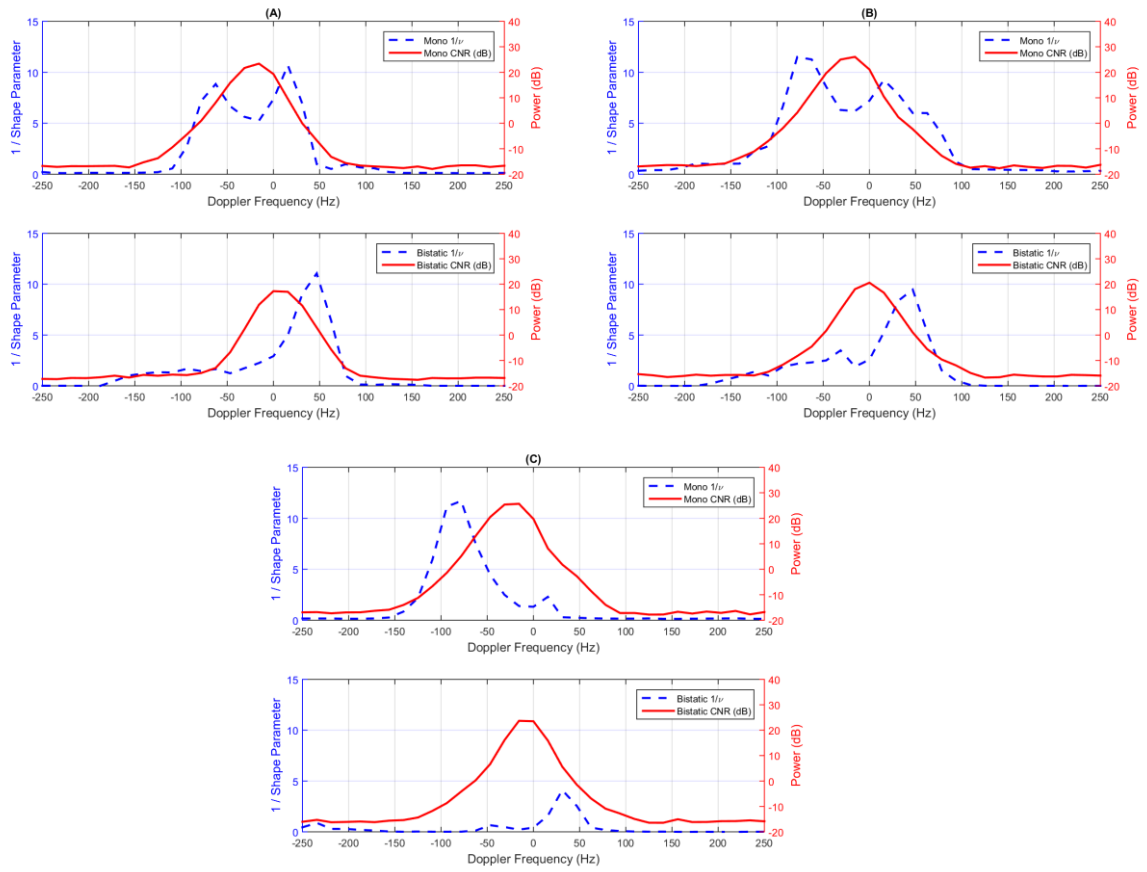 (A)
1 / Shape Parameter
15
10
5
0
Mono 1/ν
Mono CNR (dB)
40
30
20
10
0
-10
-20
Power (dB)
-250 -200 -150 -100 -50 0 50 100 150 200 250
Doppler Frequency (Hz)
1 / Shape Parameter
15
10
5
0
Bistatic 1/ν
Bistatic CNR (dB)
40
30
20
10
0
-10
-20
Power (dB)
-250 -200 -150 -100 -50 0 50 100 150 200 250
Doppler Frequency (Hz)
(B)
1 / Shape Parameter
15
10
5
0
Mono 1/ν
Mono CNR (dB)
40
30
20
10
0
-10
-20
Power (dB)
-250 -200 -150 -100 -50 0 50 100 150 200 250
Doppler Frequency (Hz)
1 / Shape Parameter
15
10
5
0
Bistatic 1/ν
Bistatic CNR (dB)
40
30
20
10
0
-10
-20
Power (dB)
-250 -200 -150 -100 -50 0 50 100 150 200 250
Doppler Frequency (Hz)
(C)
1 / Shape Parameter
15
10
5
0
Mono 1/ν
Mono CNR (dB)
40
30
20
10
0
-10
-20
Power (dB)
-250 -200 -150 -100 -50 0 50 100 150 200 250
Doppler Frequency (Hz)
1 / Shape Parameter
15
10
5
0
Bistatic 1/ν
Bistatic CNR (dB)
40
30
20
10
0
-10
-20
Power (dB)
-250 -200 -150 -100 -50 0 50 100 150 200 250
Doppler Frequency (Hz)